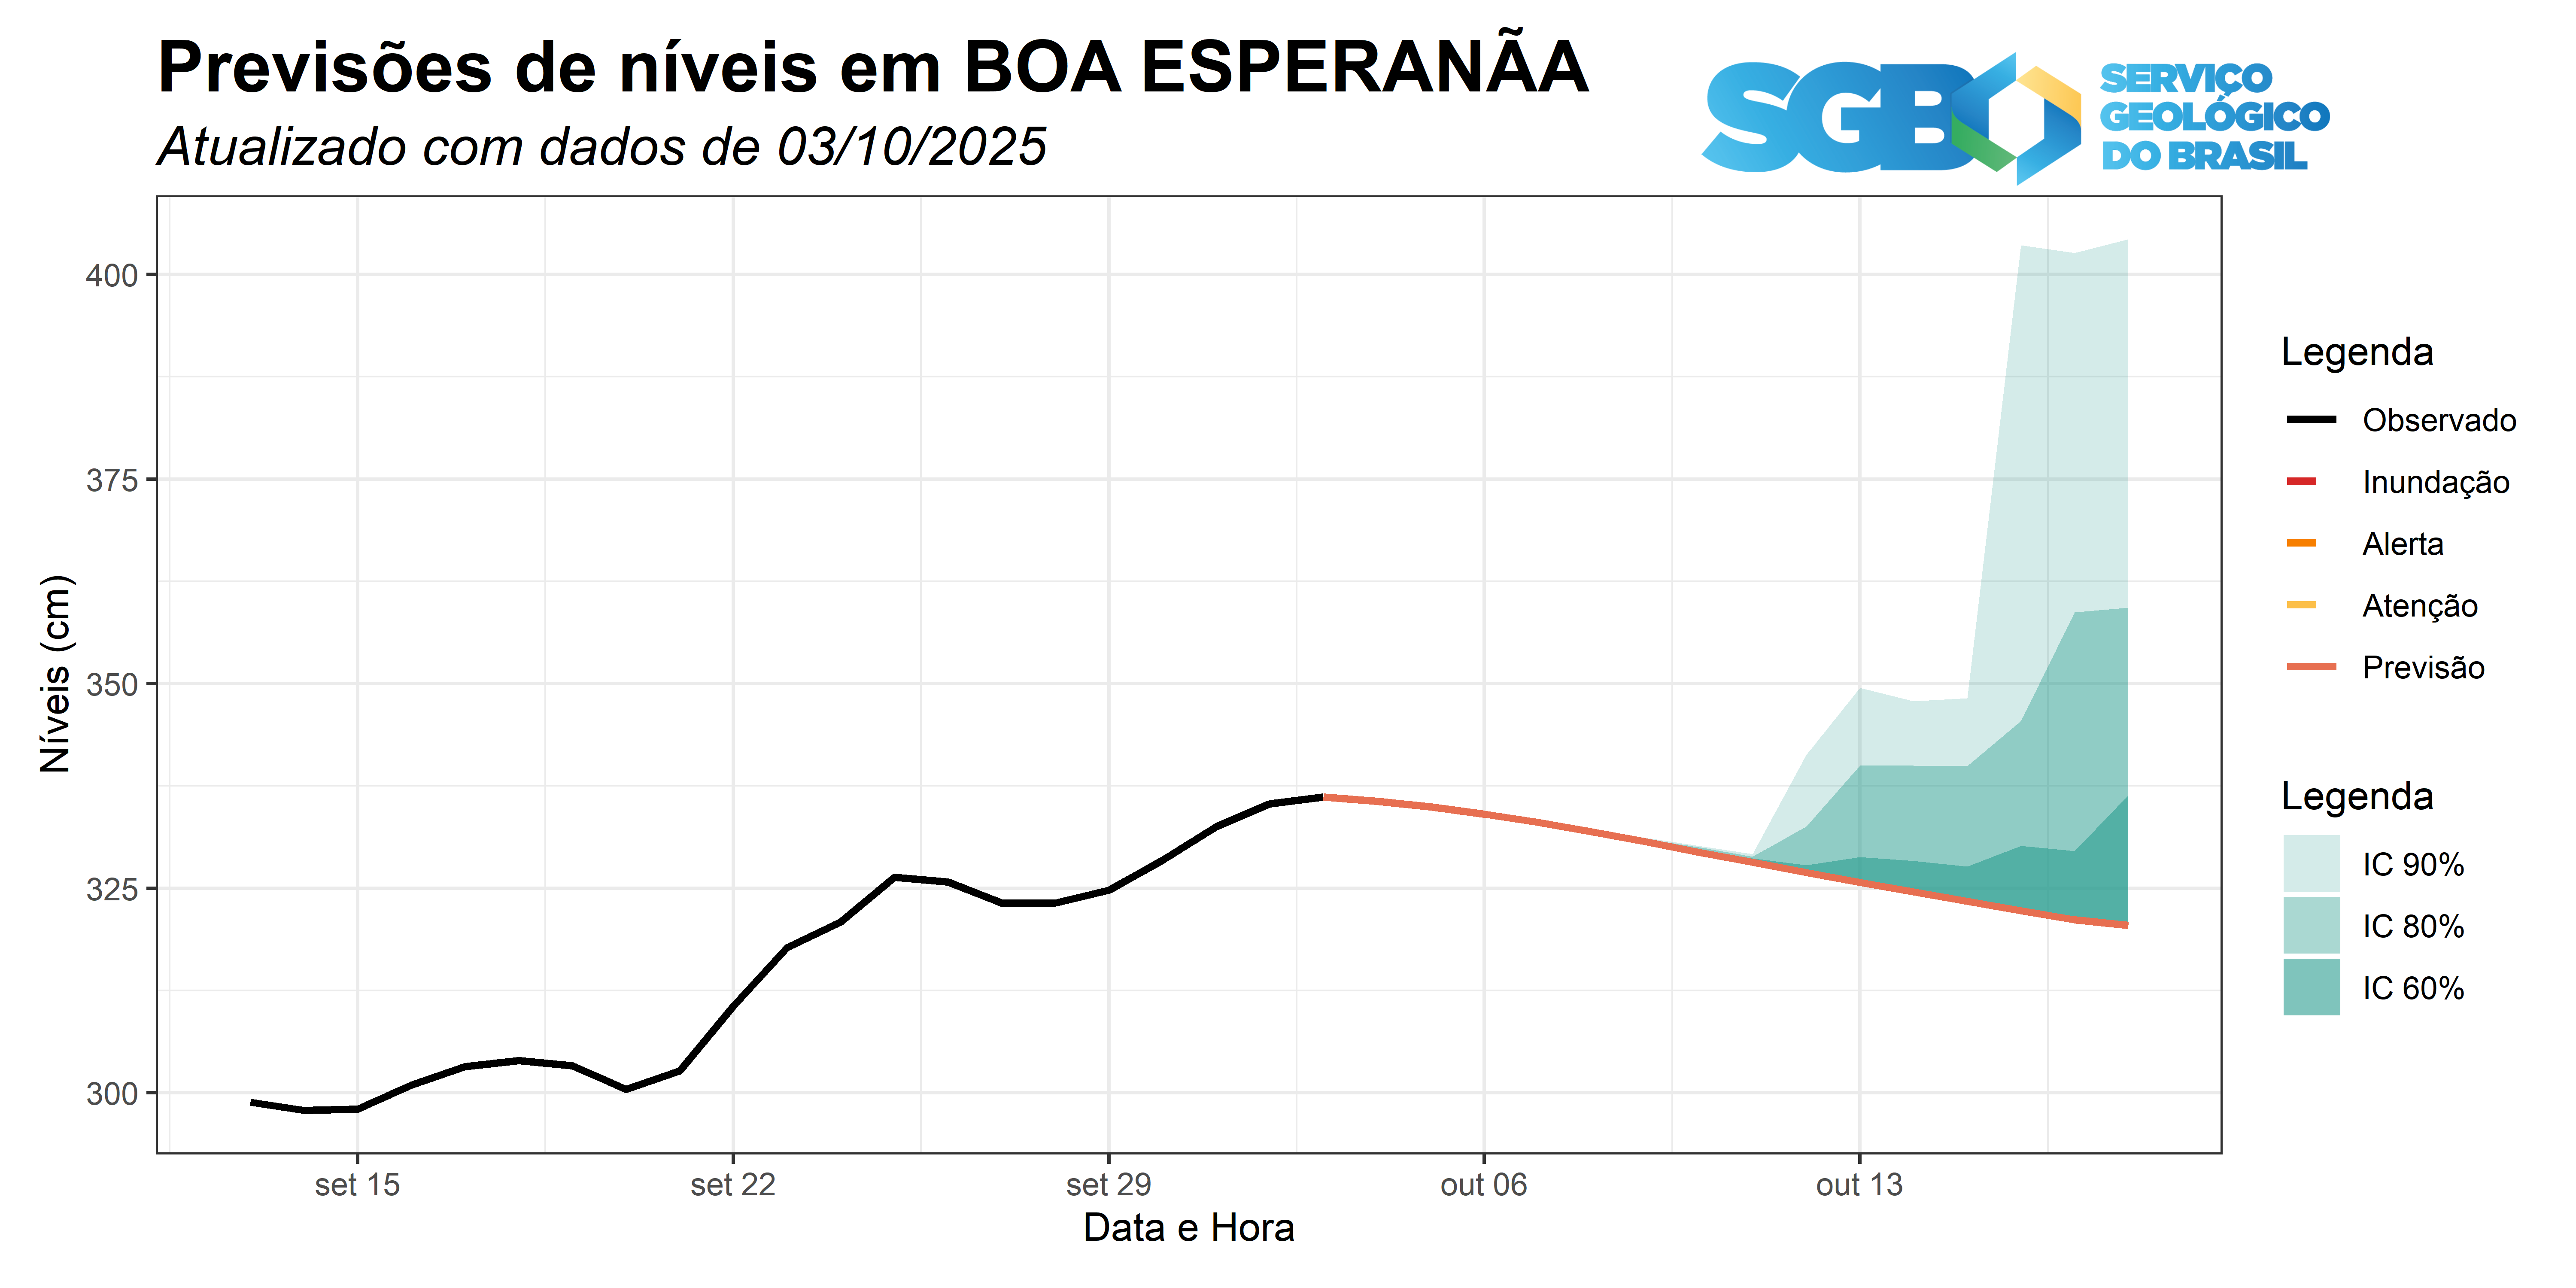 Previsões de níveis em BOA ESPERANÃA
Atualizado com dados de 03/10/2025
SGB
SERVIÇO
GEOLÓGICO
DO BRASIL
Níveis (cm)
400
375
350
325
300
set 15
set 22
set 29
out 06
out 13
Data e Hora
Legenda
Observado
Inundação
Alerta
Atenção
Previsão
Legenda
IC 90%
IC 80%
IC 60%